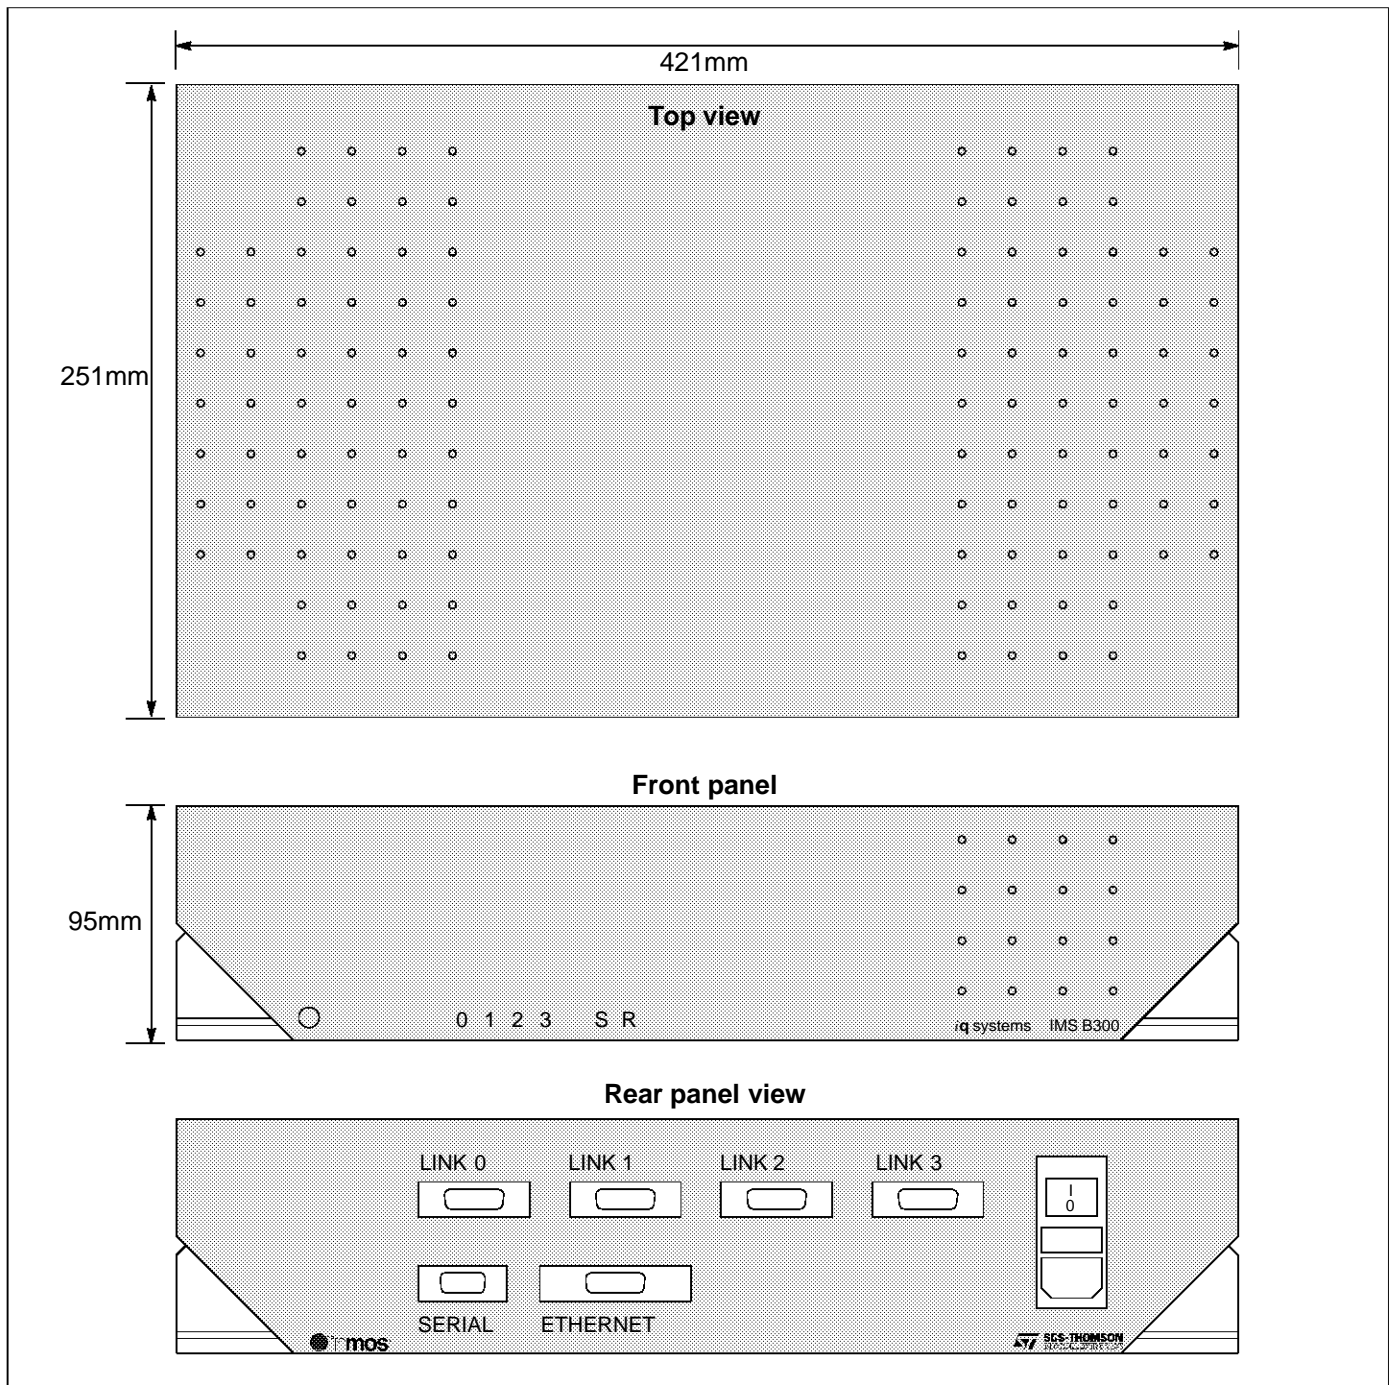 421mm
Top view
251mm
Front panel
95mm
0 1 2 3 S R
iq systems IMS B300
Rear panel view
LINK 0 LINK 1 LINK 2 LINK 3
I
0
SERIAL ETHERNET
mos
SGS-THOMSON